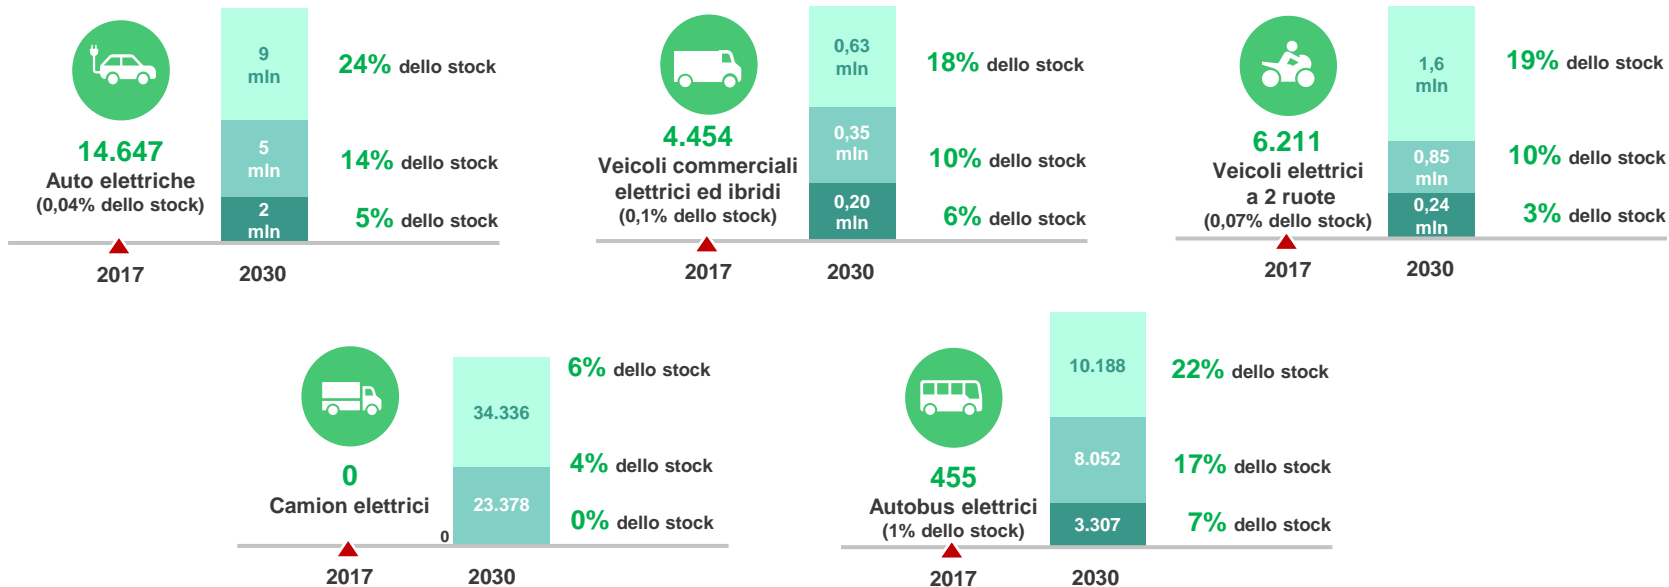 14.647
Auto elettriche
(0,04% dello stock)
9
mln
5
mln
2
mln
24% dello stock
14% dello stock
5% dello stock
2017
2030
4.454
Veicoli commerciali
elettrici ed ibridi
(0,1% dello stock)
0,63
mln
0,35
mln
0,20
mln
18% dello stock
10% dello stock
6% dello stock
2017
2030
6.211
Veicoli elettrici
a 2 ruote
(0,07% dello stock)
1,6
mln
0,85
mln
0,24
mln
19% dello stock
10% dello stock
3% dello stock
2017
2030
0
Camion elettrici
34.336
23.378
0
6% dello stock
4% dello stock
0% dello stock
2017
2030
455
Autobus elettrici
(1% dello stock)
10.188
8.052
3.307
22% dello stock
17% dello stock
7% dello stock
2017
2030